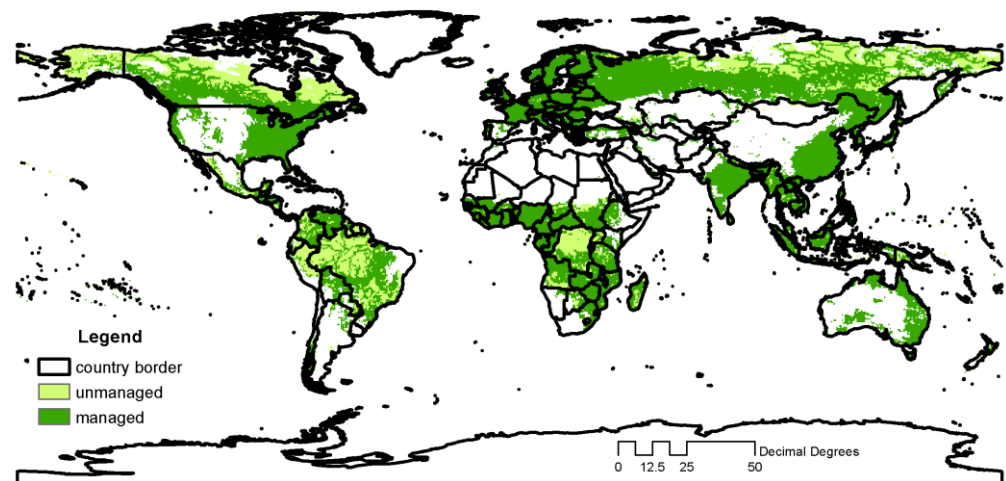 Legend
country border
unmanaged
managed
Decimal Degrees
0 12.5 25 50